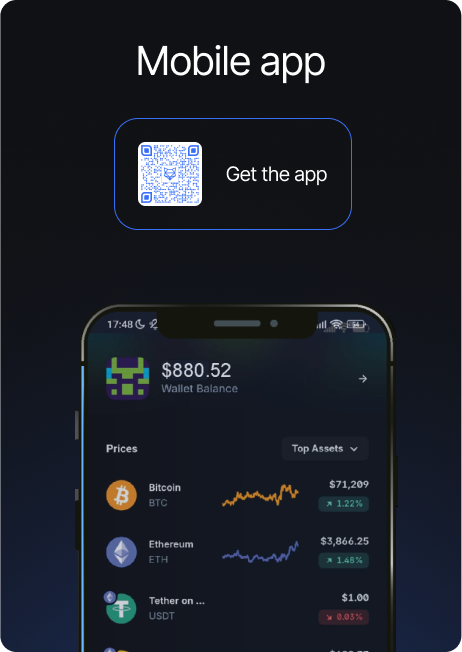 Mobile app
Get the app
17:48
$880.52
Wallet Balance
Prices
Top Assets
Bitcoin
$71,209
BTC
1.22%
Ethereum
$3,866.25
ETH
1.48%
Tether on ...
$1.00
USDT
0.03%